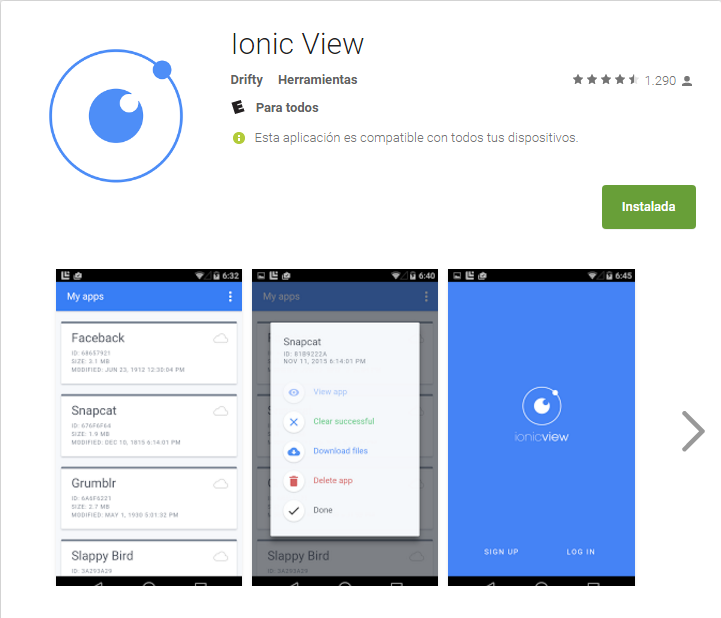 Ionic View
Drifty Herramientas
1.290
E Para todos
Esta aplicación es compatible con todos tus dispositivos.
Instalada
6:32
My apps
Faceback
ID: 68657921
SIZE: 3.1 MB
MODIFIED: JUN 23, 1912 12:30:04 PM
Snapcat
ID: 676F6F64
SIZE: 1.9 MB
MODIFIED: DEC 10, 1815 6:14:01 PM
Grumblr
ID: 6A6F6221
SIZE: 2.7 MB
MODIFIED: MAY 1, 1930 5:01:32 PM
Slappy Bird
ID: 3A293A29
6:40
My apps
Snapcat
ID: 8189222A
NOV 11, 2015 6:14:01 PM
View app
Clear successful
Download files
Delete app
Done
Slappy Bird
ID: 3A293A29
6:45
ionicview
SIGN UP LOG IN